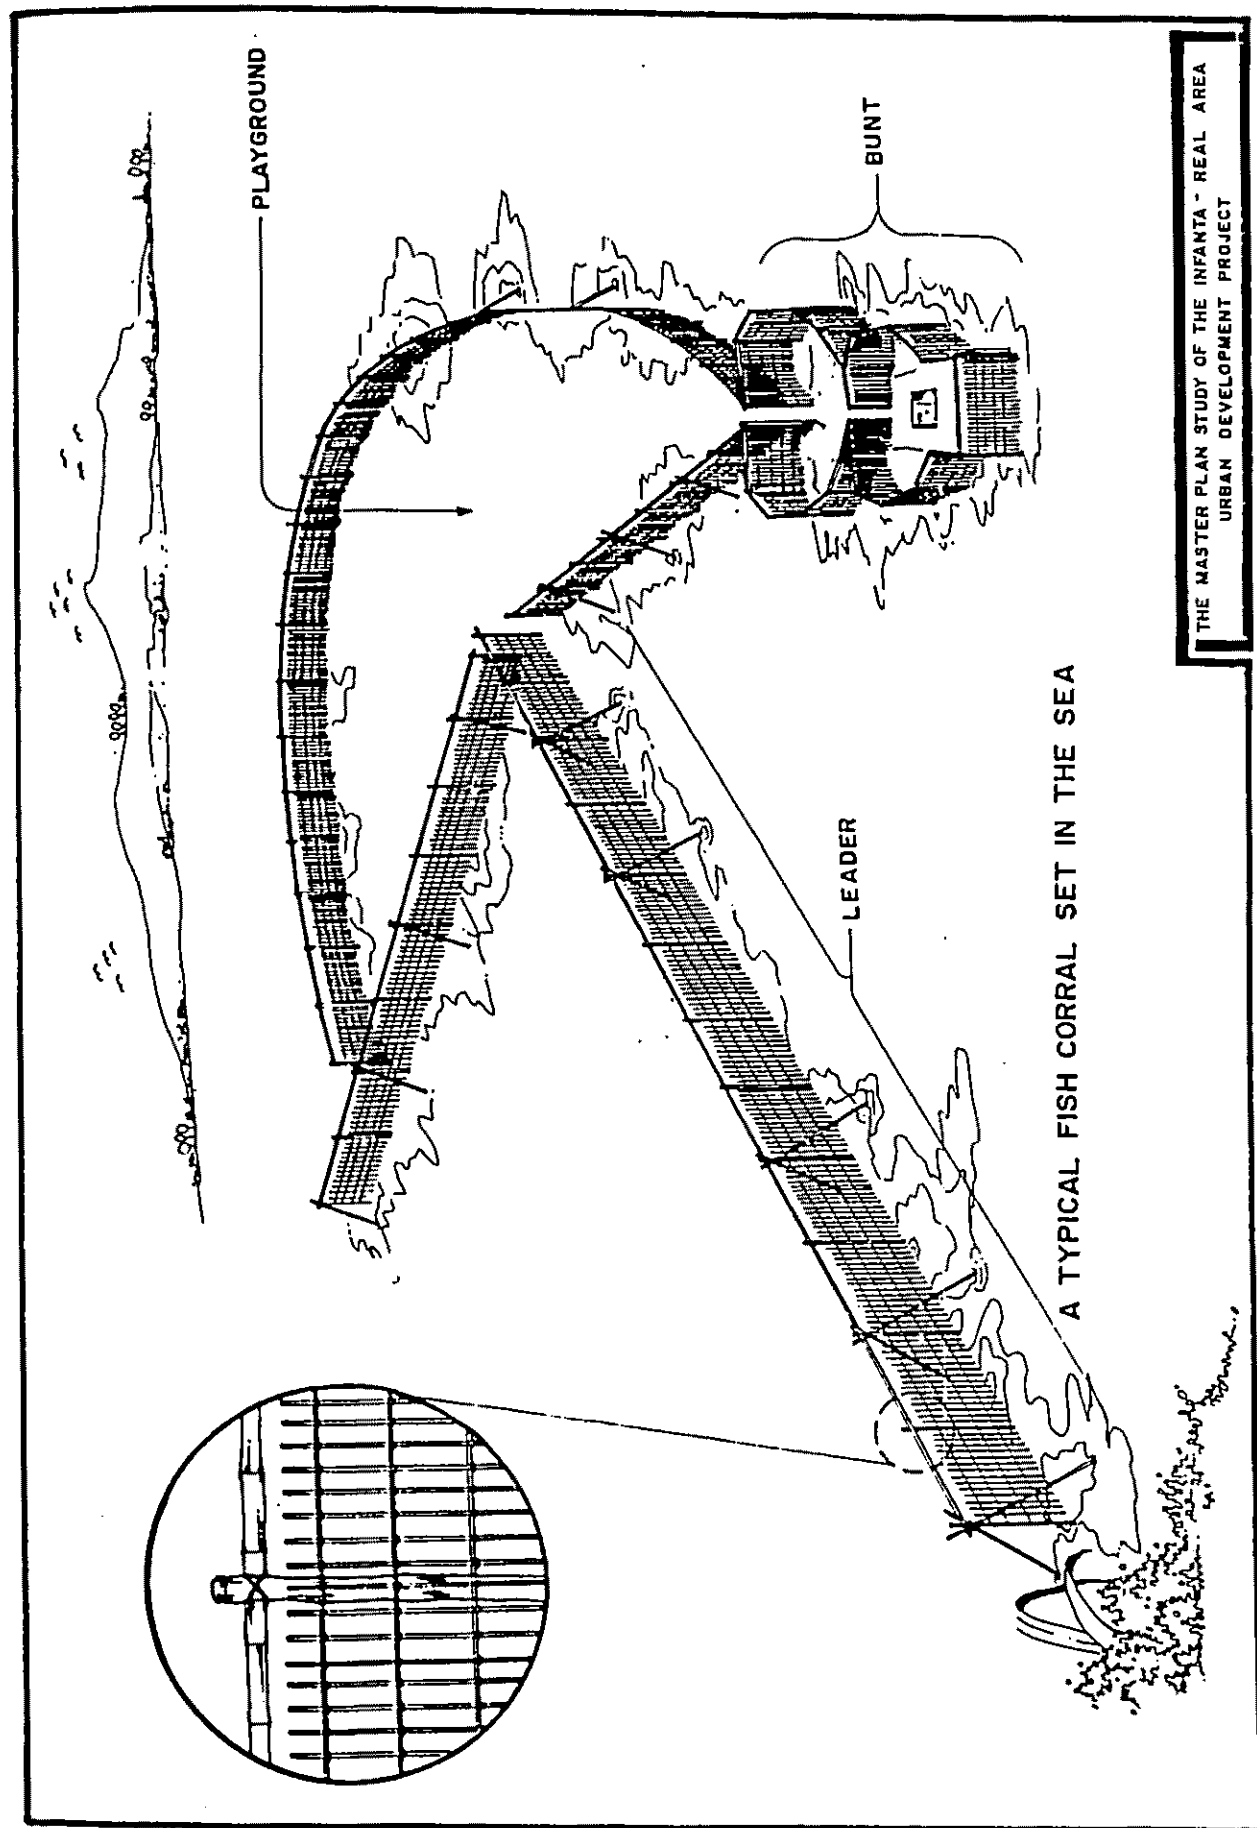 PLAYGROUND
BUNT
LEADER
A TYPICAL FISH CORRAL SET IN THE SEA
THE MASTER PLAN STUDY OF THE INFANTA - REAL AREA
URBAN DEVELOPMENT PROJECT